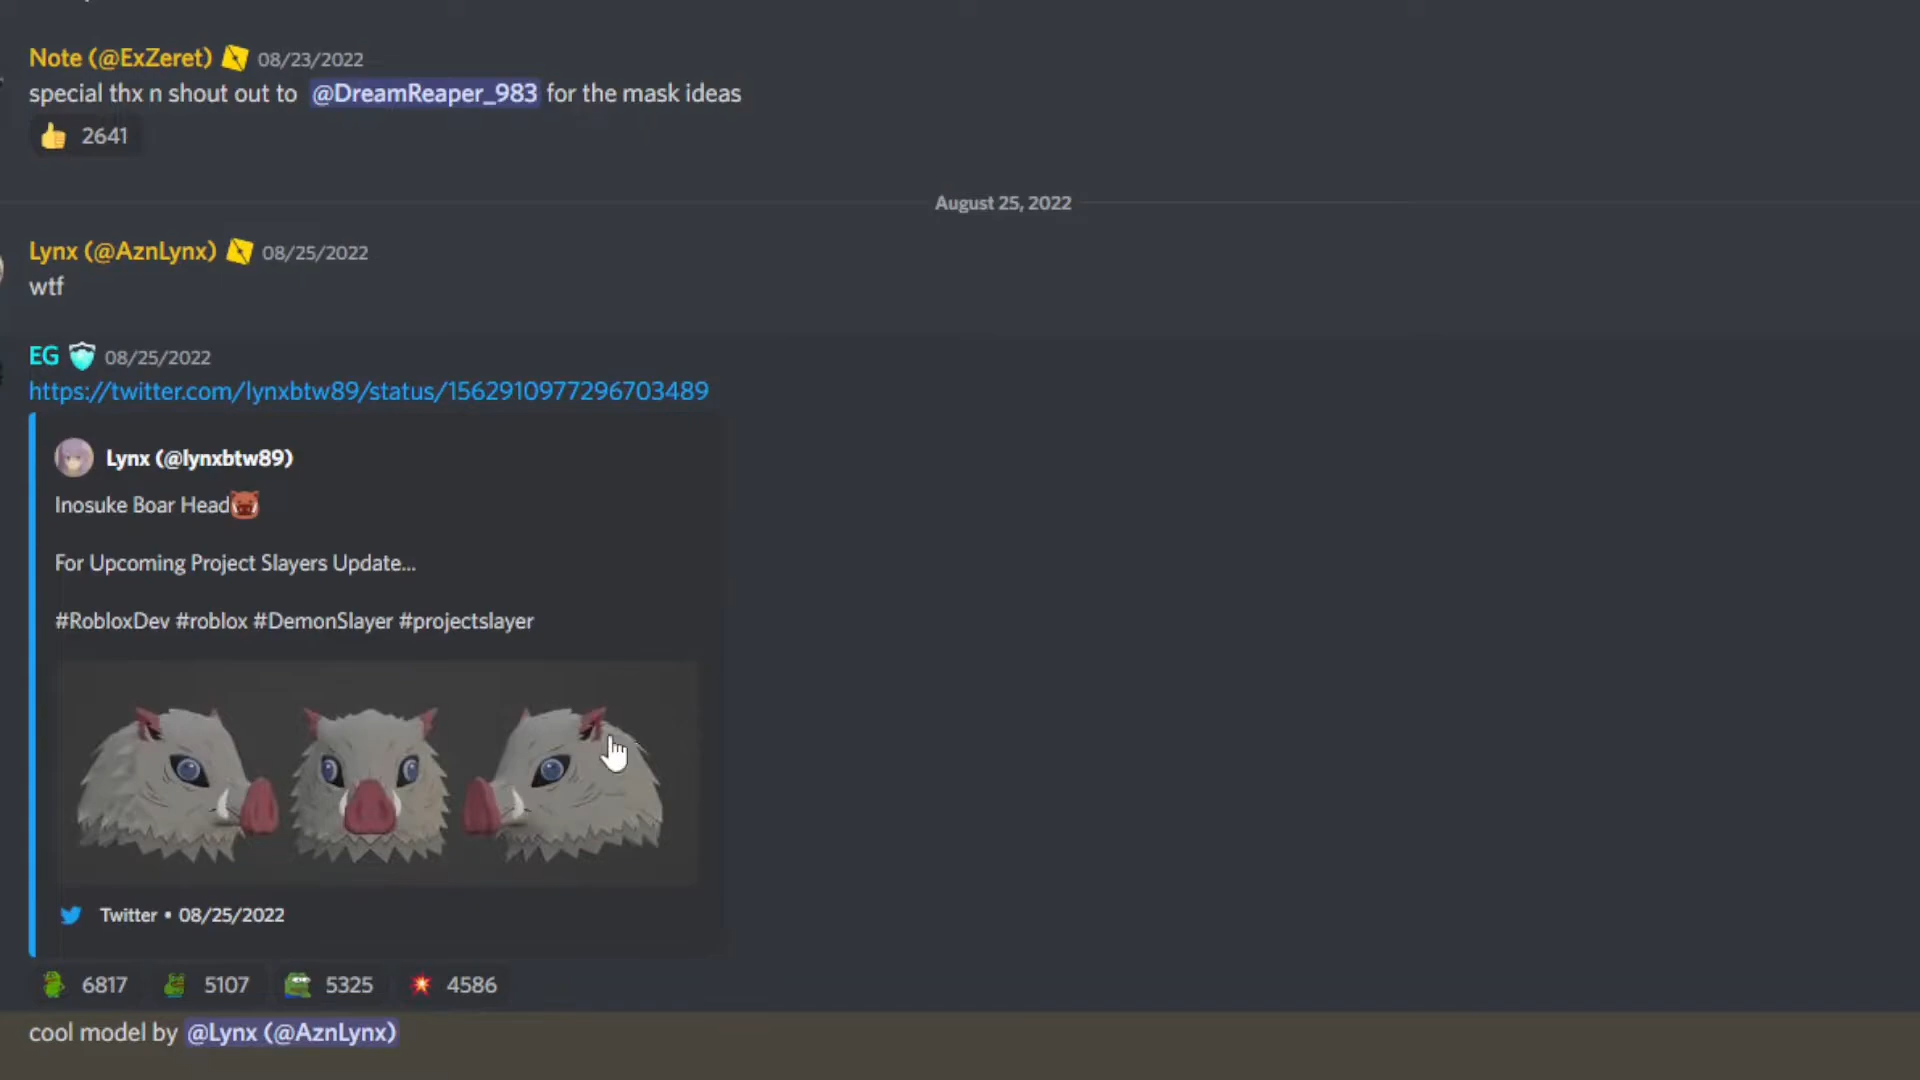 Note (@ExZeret) 08/23/2022
special thx n shout out to @DreamReaper_983 for the mask ideas
👍 2641
August 25, 2022
Lynx (@AznLynx) 08/25/2022
wtf
EG 08/25/2022
https://twitter.com/lynxbtw89/status/1562910977296703489
Lynx (@lynxbtw89)
Inosuke Boar Head🐗
For Upcoming Project Slayers Update...
#RobloxDev #roblox #DemonSlayer #projectslayer
Twitter • 08/25/2022
6817 5107 5325 💥 4586
cool model by @Lynx (@AznLynx)